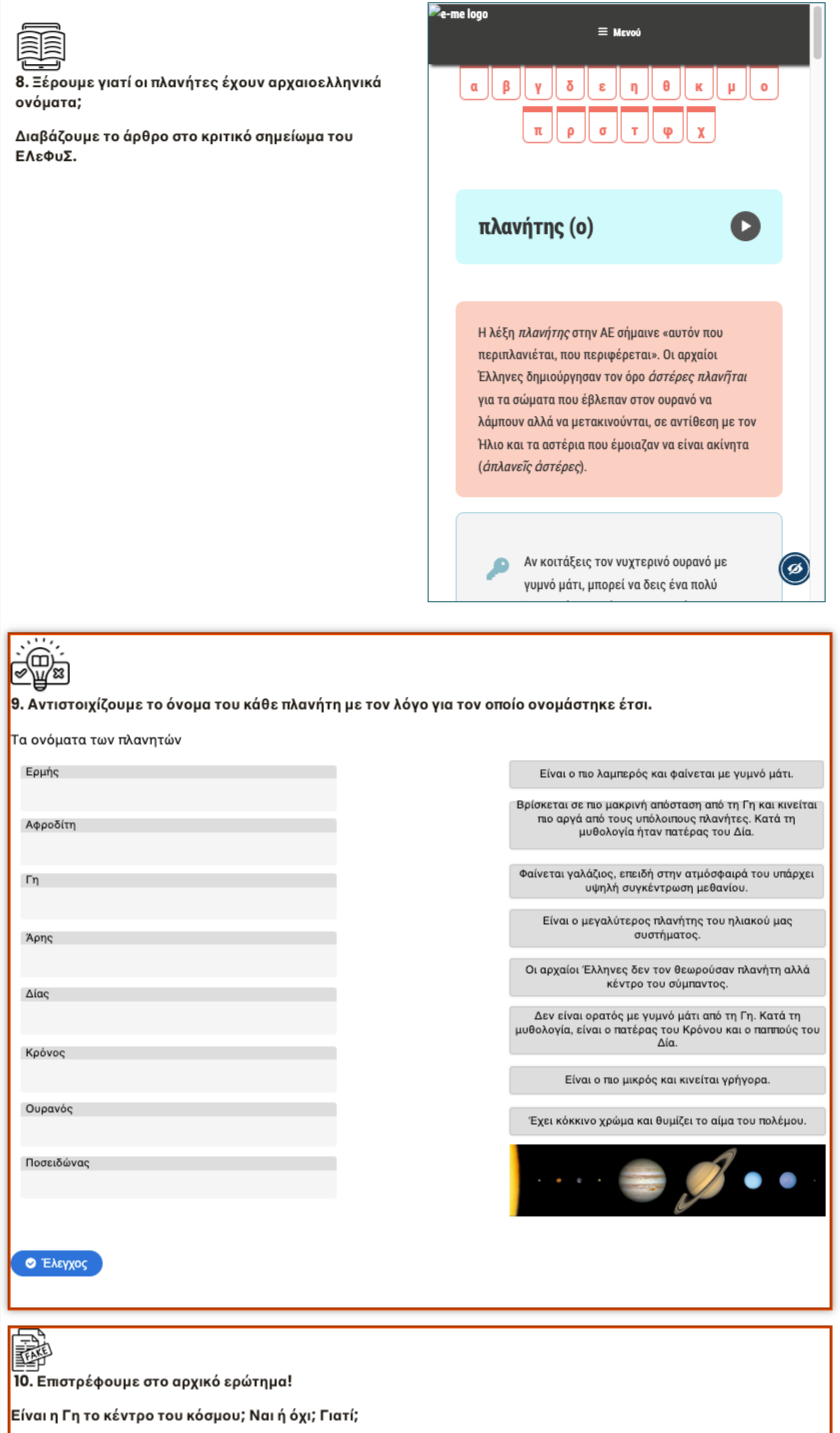 8. Ξέρουμε γιατί οι πλανήτες έχουν αρχαιοελληνικά
ονόματα;
Διαβάζουμε το άρθρο στο κριτικό σημείωμα του
ΕΛεΦυΣ.
e-me logo
Μενού
α β γ δ ε η θ κ μ ο
π ρ σ τ φ χ
πλανήτης (ο)
Η λέξη πλανήτης στην ΑΕ σήμαινε «αυτόν που
περιπλανιέται, που περιφέρεται». Οι αρχαίοι
Έλληνες δημιούργησαν τον όρο ἀστέρες πλανῆται
για τα σώματα που έβλεπαν στον ουρανό να
λάμπουν αλλά να μετακινούνται, σε αντίθεση με τον
Ήλιο και τα αστέρια που έμοιαζαν να είναι ακίνητα
(ἀπλανεῖς ἀστέρες).
Αν κοιτάξεις τον νυχτερινό ουρανό με
γυμνό μάτι, μπορεί να δεις ένα πολύ
9. Αντιστοιχίζουμε το όνομα του κάθε πλανήτη με τον λόγο για τον οποίο ονομάστηκε έτσι.
Τα ονόματα των πλανητών
Ερμής
Αφροδίτη
Γη
Άρης
Δίας
Κρόνος
Ουρανός
Ποσειδώνας
Είναι ο πιο λαμπερός και φαίνεται με γυμνό μάτι.
Βρίσκεται σε πιο μακρινή απόσταση από τη Γη και κινείται
πιο αργά από τους υπόλοιπους πλανήτες. Κατά τη
μυθολογία ήταν πατέρας του Δία.
Φαίνεται γαλάζιος, επειδή στην ατμόσφαιρά του υπάρχει
υψηλή συγκέντρωση μεθανίου.
Είναι ο μεγαλύτερος πλανήτης του ηλιακού μας
συστήματος.
Οι αρχαίοι Έλληνες δεν τον θεωρούσαν πλανήτη αλλά
κέντρο του σύμπαντος.
Δεν είναι ορατός με γυμνό μάτι από τη Γη. Κατά τη
μυθολογία, είναι ο πατέρας του Κρόνου και ο παππούς του
Δία.
Είναι ο πιο μικρός και κινείται γρήγορα.
Έχει κόκκινο χρώμα και θυμίζει το αίμα του πολέμου.
Έλεγχος
FAKE
10. Επιστρέφουμε στο αρχικό ερώτημα!
Είναι η Γη το κέντρο του κόσμου; Ναι ή όχι; Γιατί;